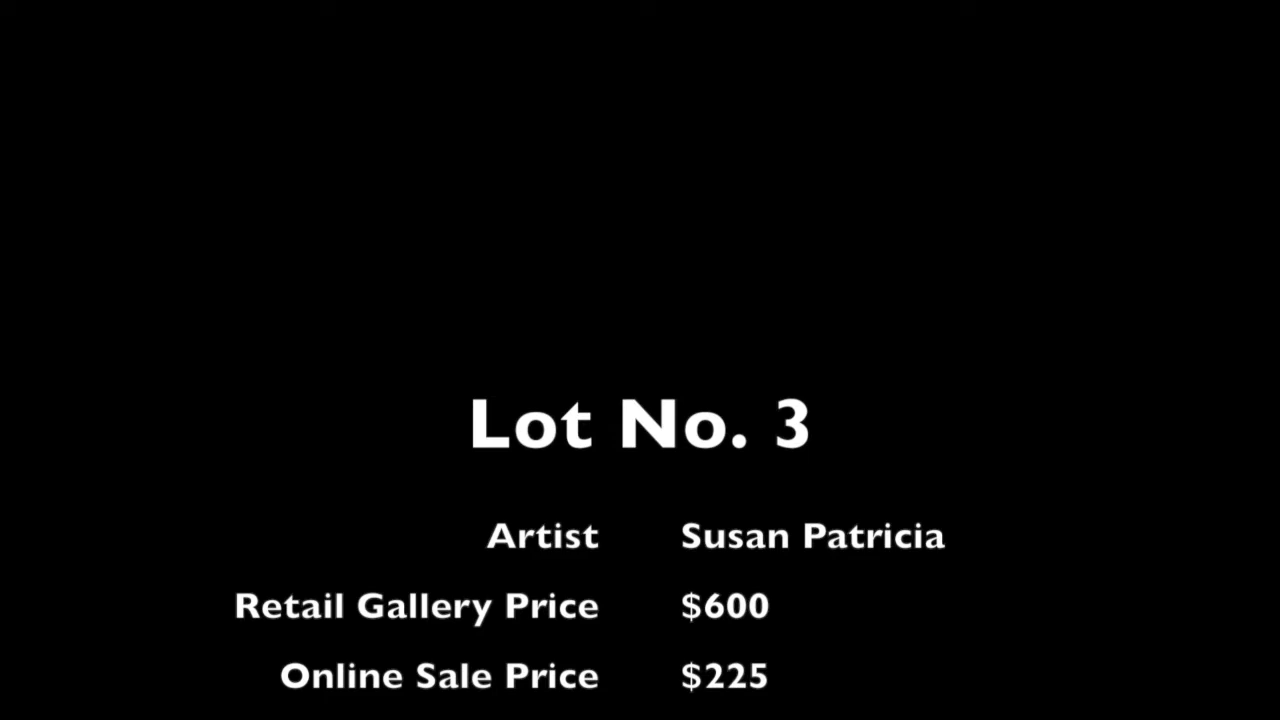 Lot No. 3
Artist Susan Patricia
Retail Gallery Price $600
Online Sale Price $225